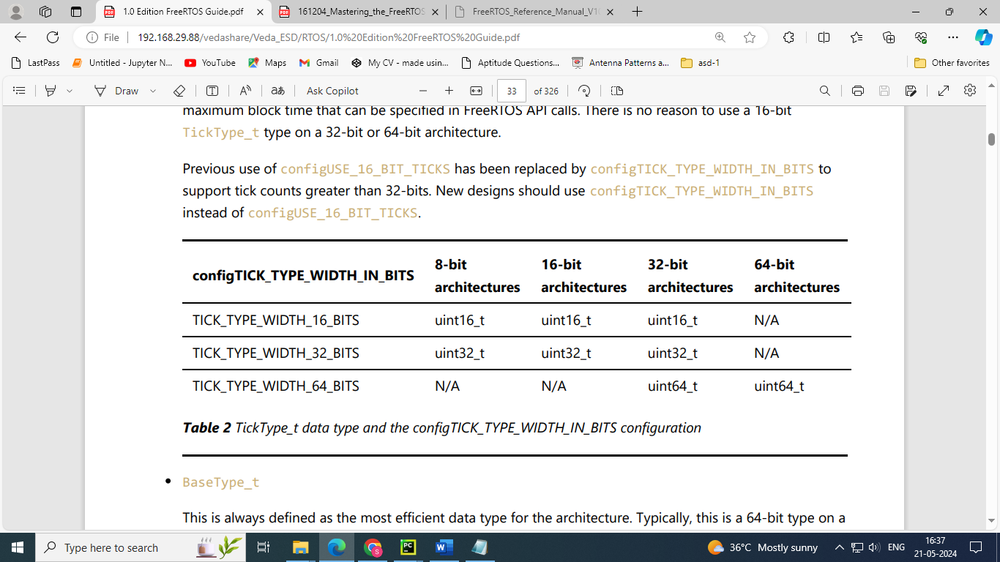 1.0 Edition FreeRTOS Guide.pdf
161204_Mastering_the_FreeRTOS
FreeRTOS_Reference_Manual_V10
File
192.168.29.88/vedashare/Veda_ESD/RTOS/1.0%20Edition%20FreeRTOS%20Guide.pdf
LastPass
Untitled - Jupyter N...
YouTube
Maps
Gmail
My CV - made usin...
Aptitude Questions...
Antenna Patterns a...
asd-1
Other favorites
Draw
Ask Copilot
33 of 326
maximum block time that can be specified in FreeRTOS API calls. There is no reason to use a 16-bit
TickType_t type on a 32-bit or 64-bit architecture.
Previous use of configUSE_16_BIT_TICKS has been replaced by configTICK_TYPE_WIDTH_IN_BITS to
support tick counts greater than 32-bits. New designs should use configTICK_TYPE_WIDTH_IN_BITS
instead of configUSE_16_BIT_TICKS.
configTICK_TYPE_WIDTH_IN_BITS 8-bit architectures 16-bit architectures 32-bit architectures 64-bit architectures
TICK_TYPE_WIDTH_16_BITS uint16_t uint16_t uint16_t N/A
TICK_TYPE_WIDTH_32_BITS uint32_t uint32_t uint32_t N/A
TICK_TYPE_WIDTH_64_BITS N/A N/A uint64_t uint64_t
Table 2 TickType_t data type and the configTICK_TYPE_WIDTH_IN_BITS configuration
BaseType_t
This is always defined as the most efficient data type for the architecture. Typically, this is a 64-bit type on a
Type here to search
36°C Mostly sunny
ENG
16:37
21-05-2024